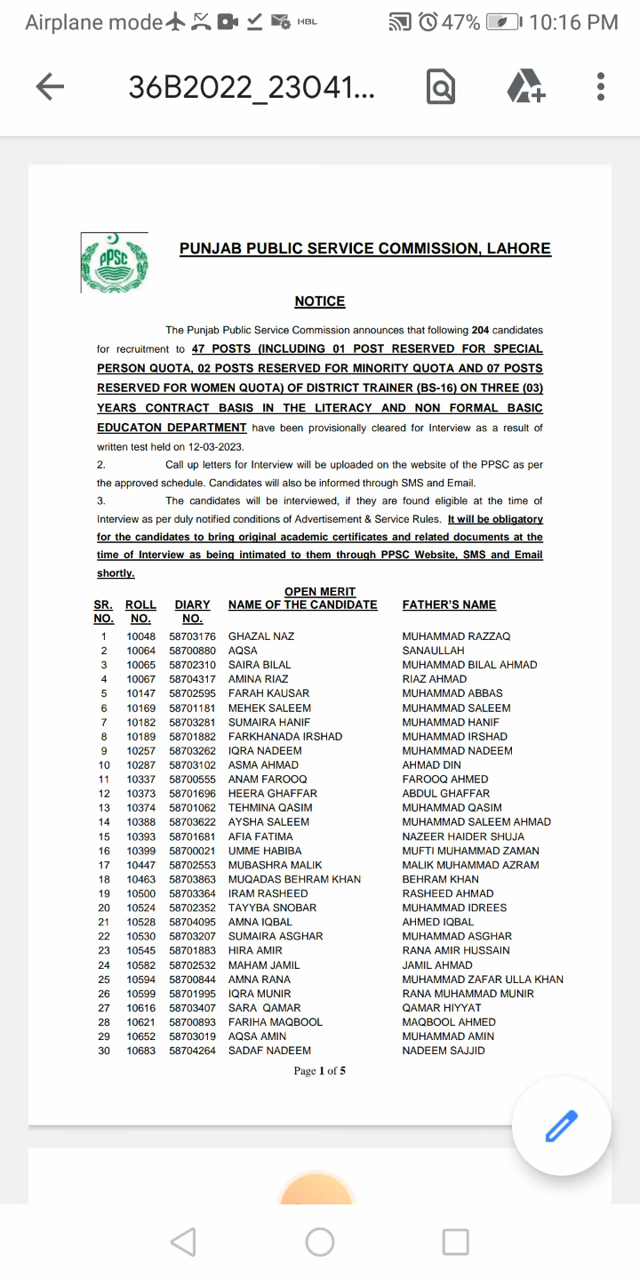 Airplane mode HBL 47% 10:16 PM
36B2022_23041...
PPSC
PUNJAB PUBLIC SERVICE COMMISSION, LAHORE
NOTICE
The Punjab Public Service Commission announces that following 204 candidates
for recruitment to 47 POSTS (INCLUDING 01 POST RESERVED FOR SPECIAL
PERSON QUOTA, 02 POSTS RESERVED FOR MINORITY QUOTA AND 07 POSTS
RESERVED FOR WOMEN QUOTA) OF DISTRICT TRAINER (BS-16) ON THREE (03)
YEARS CONTRACT BASIS IN THE LITERACY AND NON FORMAL BASIC
EDUCATON DEPARTMENT have been provisionally cleared for Interview as a result of
written test held on 12-03-2023.
2. Call up letters for Interview will be uploaded on the website of the PPSC as per
the approved schedule. Candidates will also be informed through SMS and Email.
3. The candidates will be interviewed, if they are found eligible at the time of
Interview as per duly notified conditions of Advertisement & Service Rules. It will be obligatory
for the candidates to bring original academic certificates and related documents at the
time of Interview as being intimated to them through PPSC Website, SMS and Email
shortly.
OPEN MERIT
SR. ROLL DIARY NAME OF THE CANDIDATE FATHER'S NAME
NO. NO. NO.
1 10048 58703176 GHAZAL NAZ MUHAMMAD RAZZAQ
2 10064 58700880 AQSA SANAULLAH
3 10065 58702310 SAIRA BILAL MUHAMMAD BILAL AHMAD
4 10067 58704317 AMINA RIAZ RIAZ AHMAD
5 10147 58702595 FARAH KAUSAR MUHAMMAD ABBAS
6 10169 58701181 MEHEK SALEEM MUHAMMAD SALEEM
7 10182 58703281 SUMAIRA HANIF MUHAMMAD HANIF
8 10189 58701882 FARKHANADA IRSHAD MUHAMMAD IRSHAD
9 10257 58703262 IQRA NADEEM MUHAMMAD NADEEM
10 10287 58703102 ASMA AHMAD AHMAD DIN
11 10337 58700555 ANAM FAROOQ FAROOQ AHMED
12 10373 58701696 HEERA GHAFFAR ABDUL GHAFFAR
13 10374 58701062 TEHMINA QASIM MUHAMMAD QASIM
14 10388 58703622 AYSHA SALEEM MUHAMMAD SALEEM AHMAD
15 10393 58701681 AFIA FATIMA NAZEER HAIDER SHUJA
16 10399 58700021 UMME HABIBA MUFTI MUHAMMAD ZAMAN
17 10447 58702553 MUBASHRA MALIK MALIK MUHAMMAD AZRAM
18 10463 58703863 MUQADAS BEHRAM KHAN BEHRAM KHAN
19 10500 58703364 IRAM RASHEED RASHEED AHMAD
20 10524 58702352 TAYYBA SNOBAR MUHAMMAD IDREES
21 10528 58704095 AMNA IQBAL AHMED IQBAL
22 10530 58703207 SUMAIRA ASGHAR MUHAMMAD ASGHAR
23 10545 58701883 HIRA AMIR RANA AMIR HUSSAIN
24 10582 58702532 MAHAM JAMIL JAMIL AHMAD
25 10594 58700844 AMNA RANA MUHAMMAD ZAFAR ULLA KHAN
26 10599 58701995 IQRA MUNIR RANA MUHAMMAD MUNIR
27 10616 58703407 SARA QAMAR QAMAR HIYYAT
28 10621 58700893 FARIHA MAQBOOL MAQBOOL AHMED
29 10652 58703019 AQSA AMIN MUHAMMAD AMIN
30 10683 58704264 SADAF NADEEM NADEEM SAJJID
Page 1 of 5